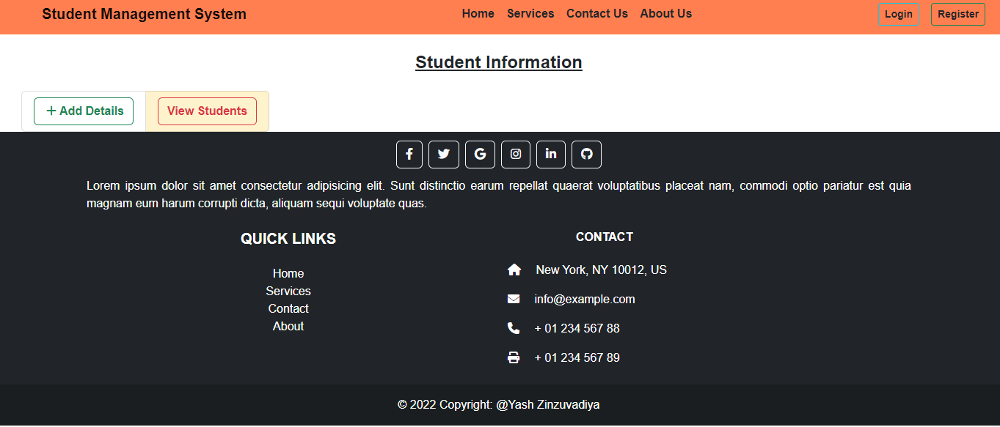 Student Management System Home Services Contact Us About Us Login Register
Student Information
+ Add Details View Students
Lorem ipsum dolor sit amet consectetur adipisicing elit. Sunt distinctio earum repellat quaerat voluptatibus placeat nam, commodi optio pariatur est quia
magnam eum harum corrupti dicta, aliquam sequi voluptate quas.
QUICK LINKS
Home
Services
Contact
About
CONTACT
New York, NY 10012, US
info@example.com
+ 01 234 567 88
+ 01 234 567 89
© 2022 Copyright: @Yash Zinzuvadiya